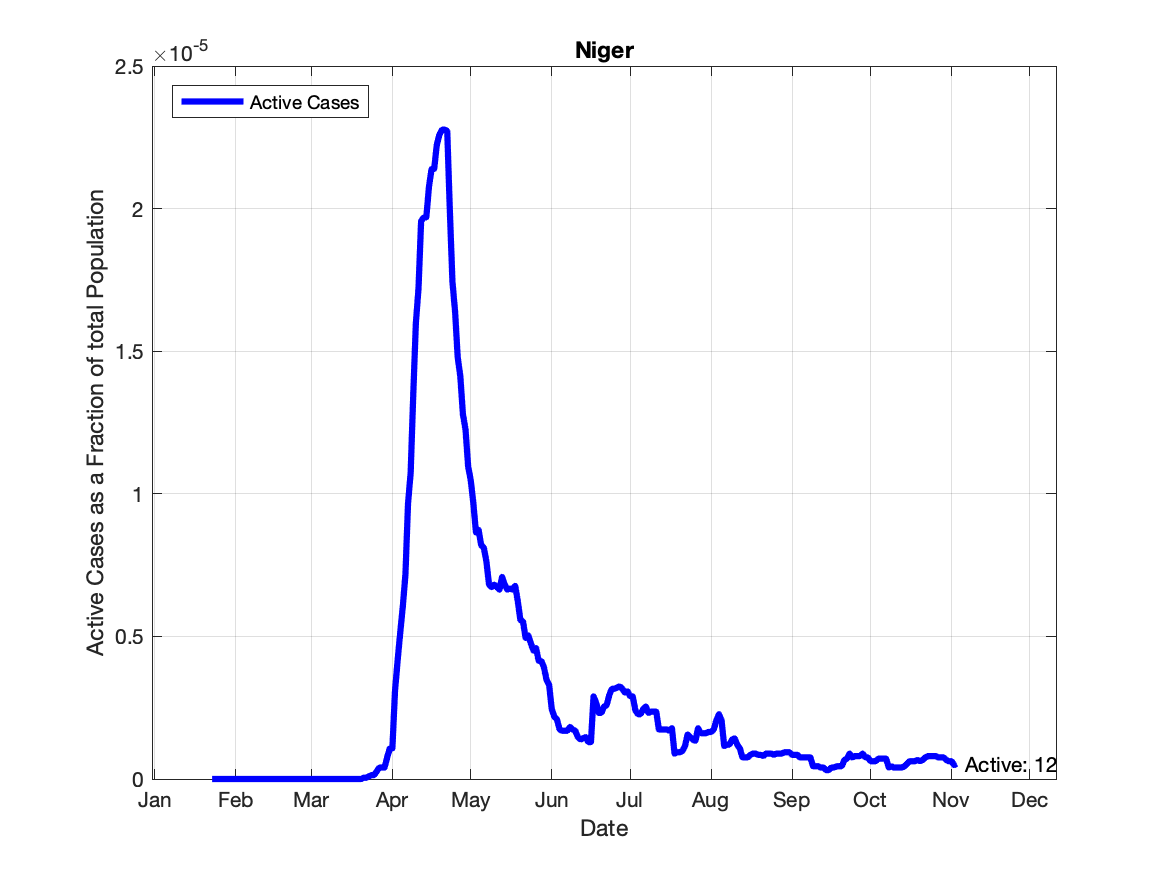 Niger
×10-5
2.5
2
1.5
1
0.5
0
Active Cases as a Fraction of total Population
Active Cases
Active: 12
Jan Feb Mar Apr May Jun Jul Aug Sep Oct Nov Dec
Date